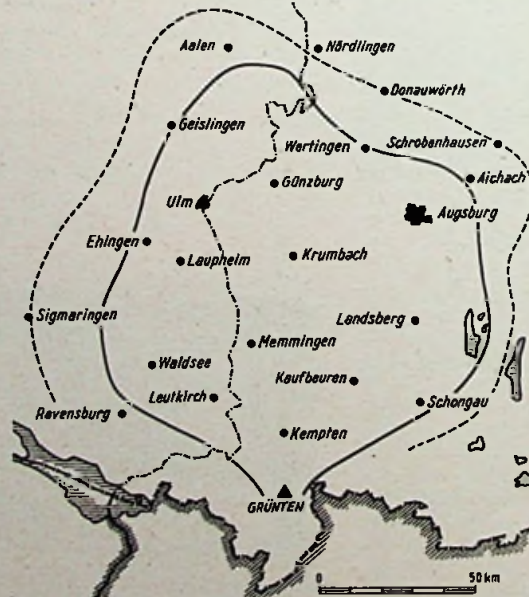 Aalen
Nördlingen
Donauwörth
Geislingen
Wertingen
Schrobenhausen
Aichach
Günzburg
Ulm
Augsburg
Ehingen
Laupheim
Krumbach
Sigmaringen
Landsberg
Memmingen
Waldsee
Kaufbeuren
Leutkirch
Schongau
Ravensburg
Kempten
GRÜNTEN
0 50 km